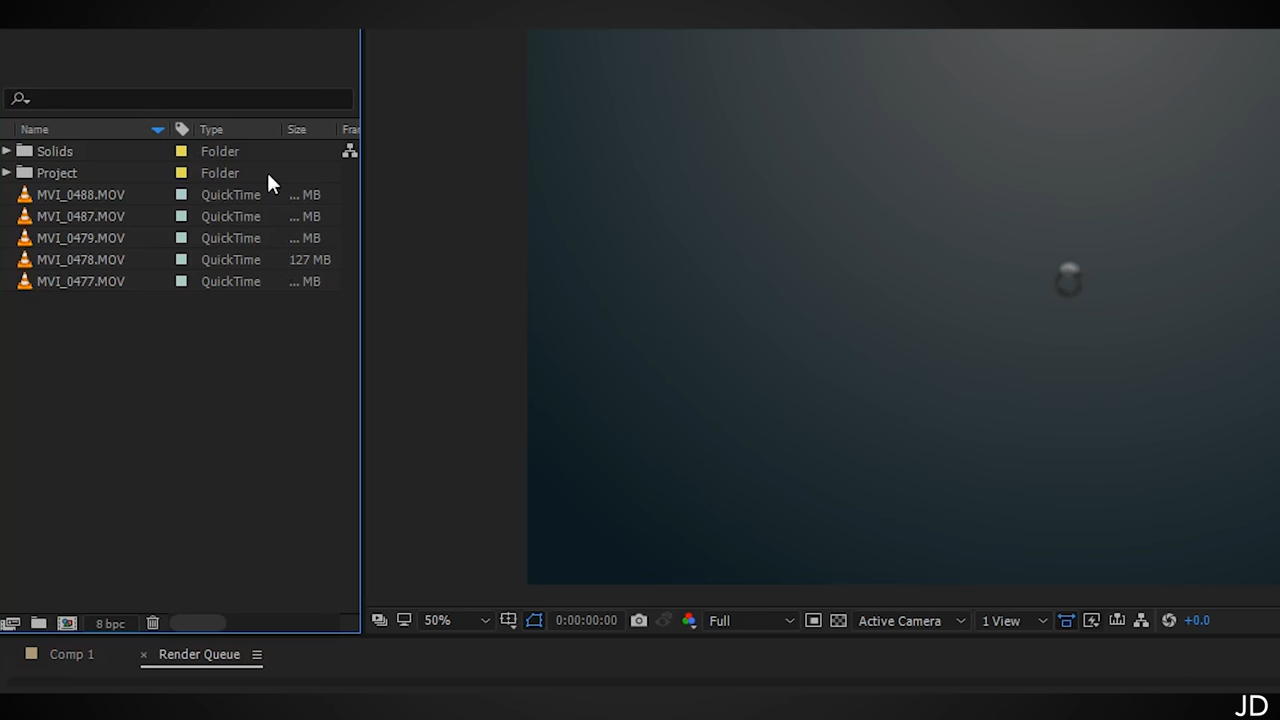 Name Type Size Fra
Solids Folder
Project Folder
MVI_0488.MOV QuickTime ... MB
MVI_0487.MOV QuickTime ... MB
MVI_0479.MOV QuickTime ... MB
MVI_0478.MOV QuickTime 127 MB
MVI_0477.MOV QuickTime ... MB
8 bpc 50% 0:00:00:00 Full Active Camera 1 View +0.0
Comp 1 × Render Queue
JD